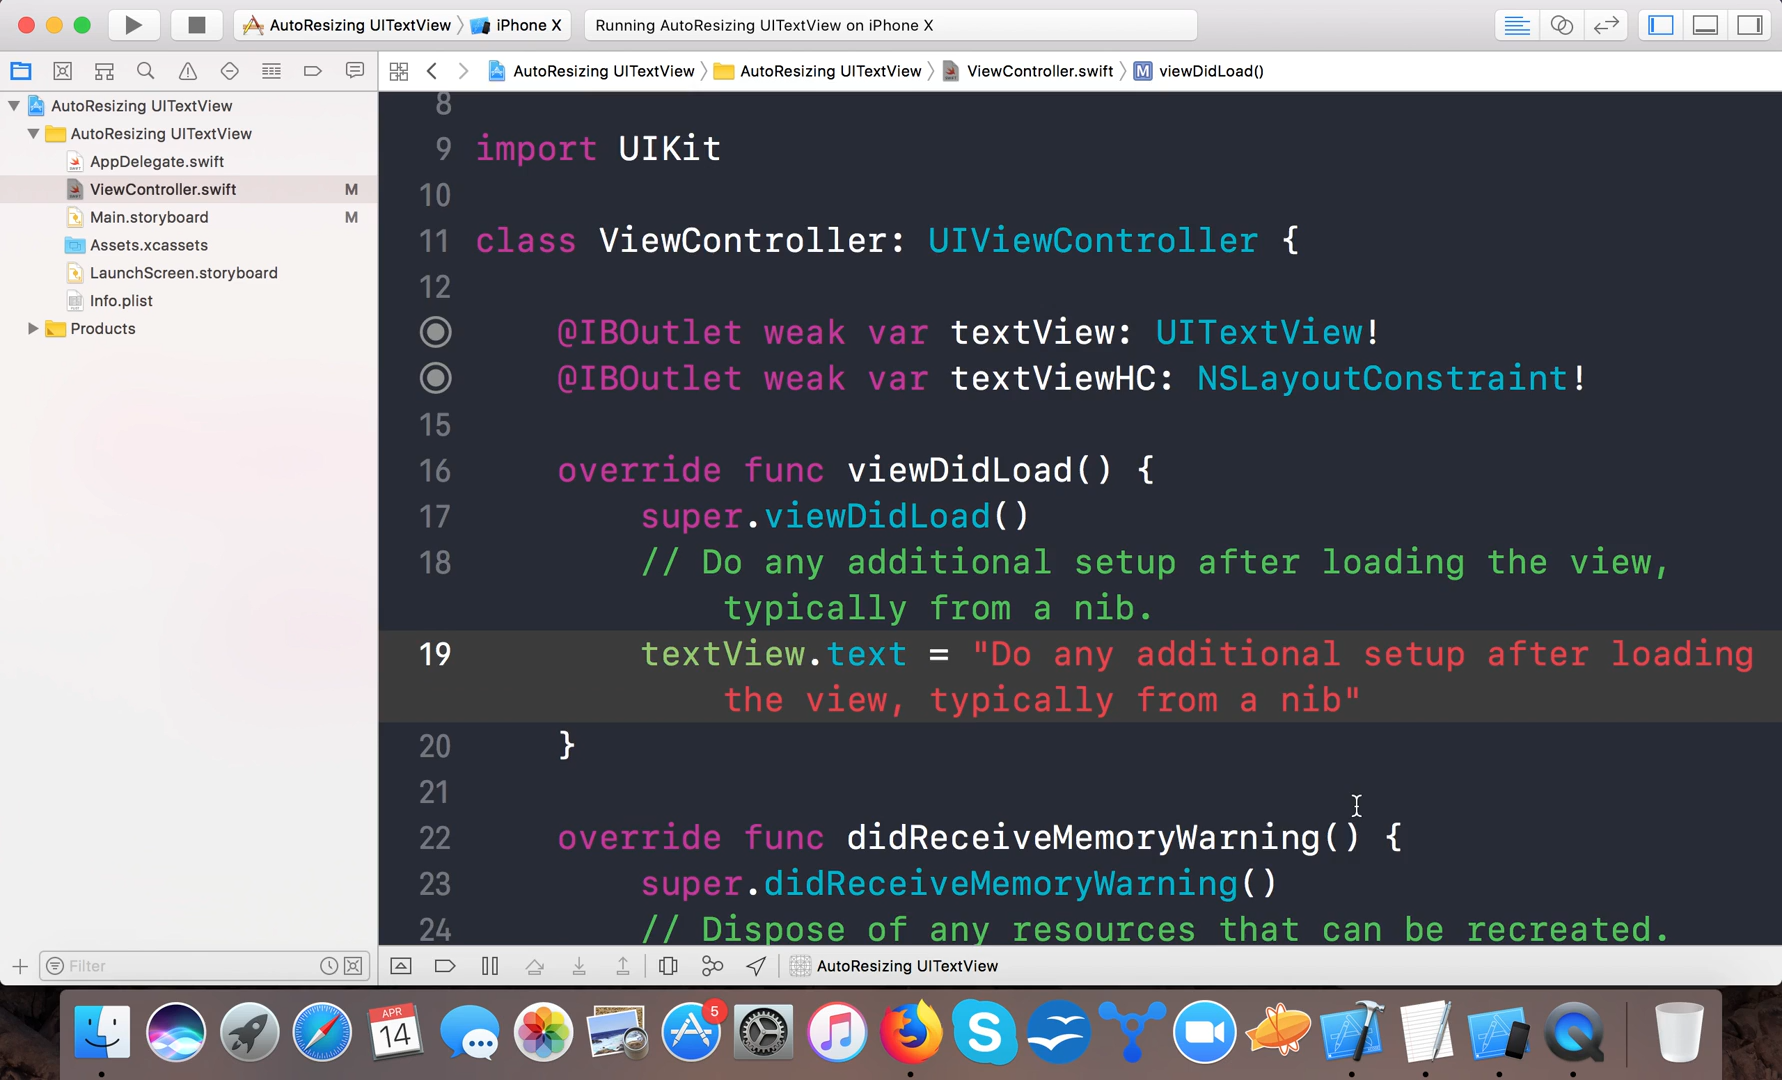 AutoResizing UITextView iPhone X
Running AutoResizing UITextView on iPhone X
AutoResizing UITextView AutoResizing UITextView ViewController.swift M viewDidLoad()
AutoResizing UITextView
AutoResizing UITextView
AppDelegate.swift
ViewController.swift M
Main.storyboard M
Assets.xcassets
LaunchScreen.storyboard
Info.plist
Products
Filter
8
9 import UIKit
10
11 class ViewController: UIViewController {
12
@IBOutlet weak var textView: UITextView!
@IBOutlet weak var textViewHC: NSLayoutConstraint!
15
16 override func viewDidLoad() {
17 super.viewDidLoad()
18 // Do any additional setup after loading the view,
typically from a nib.
19 textView.text = "Do any additional setup after loading
the view, typically from a nib"
20 }
21
22 override func didReceiveMemoryWarning() {
23 super.didReceiveMemoryWarning()
24 // Dispose of any resources that can be recreated.
AutoResizing UITextView
APR
14
5